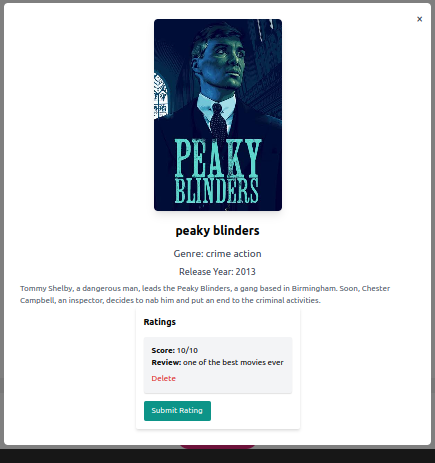 ×
PEAKY
BLINDERS
peaky blinders
Genre: crime action
Release Year: 2013
Tommy Shelby, a dangerous man, leads the Peaky Blinders, a gang based in Birmingham. Soon, Chester
Campbell, an inspector, decides to nab him and put an end to the criminal activities.
Ratings
Score: 10/10
Review: one of the best movies ever
Delete
Submit Rating